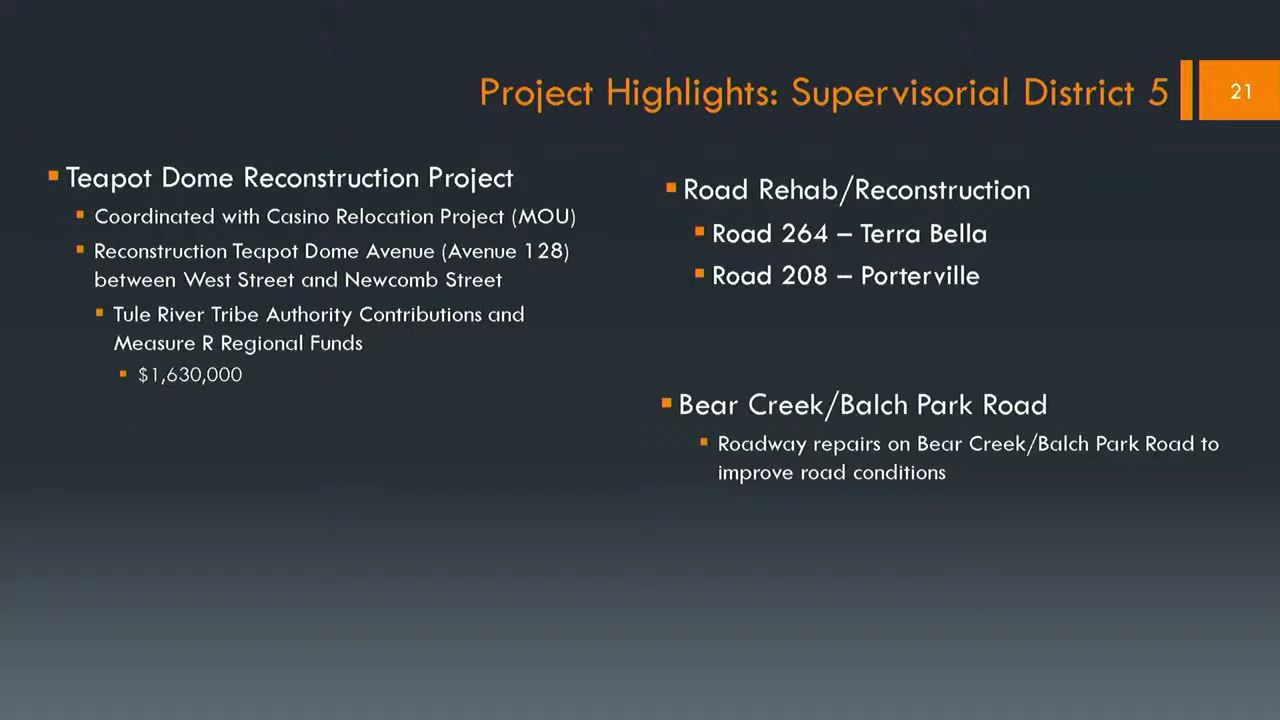 Project Highlights: Supervisorial District 5
21
Teapot Dome Reconstruction Project
Coordinated with Casino Relocation Project (MOU)
Reconstruction Teapot Dome Avenue (Avenue 128)
between West Street and Newcomb Street
Tule River Tribe Authority Contributions and
Measure R Regional Funds
$1,630,000
Road Rehab/Reconstruction
Road 264 – Terra Bella
Road 208 – Porterville
Bear Creek/Balch Park Road
Roadway repairs on Bear Creek/Balch Park Road to
improve road conditions